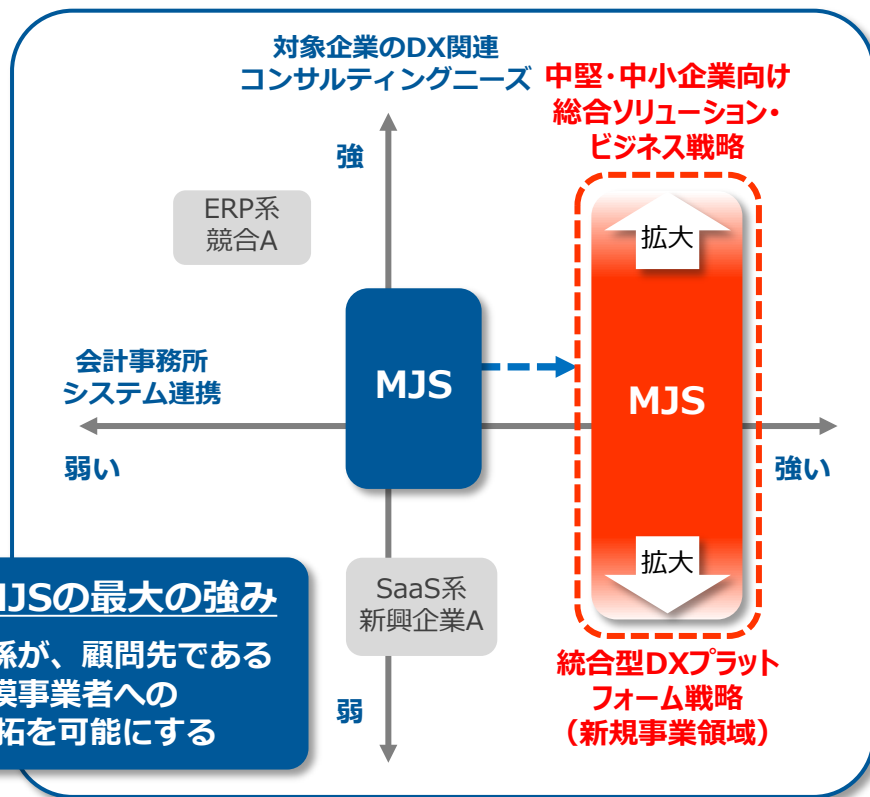 対象企業のDX関連
コンサルティングニーズ
中堅・中小企業向け
総合ソリューション・
ビジネス戦略
強
ERP系
競合A
拡大
会計事務所
システム連携
MJS
MJS
弱い
強い
拡大
SaaS系
新興企業A
MJSの最大の強み
係が、顧問先である
模事業者への
拓を可能にする
弱
統合型DXプラット
フォーム戦略
（新規事業領域）